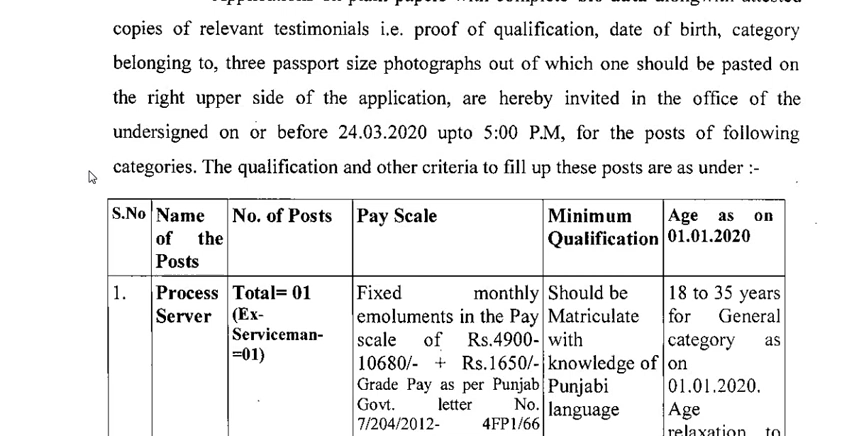 copies of relevant testimonials i.e. proof of qualification, date of birth, category
belonging to, three passport size photographs out of which one should be pasted on
the right upper side of the application, are hereby invited in the office of the
undersigned on or before 24.03.2020 upto 5:00 P.M, for the posts of following
categories. The qualification and other criteria to fill up these posts are as under :-
S.No
Name
of the
Posts
No. of Posts
Pay Scale
Minimum
Qualification
Age as on
01.01.2020
1.
Process
Server
Total= 01
(Ex-
Serviceman-
=01)
Fixed monthly
emoluments in the Pay
scale of Rs.4900-
10680/- + Rs.1650/-
Grade Pay as per Punjab
Govt. letter No.
7/204/2012- 4FP1/66
Should be
Matriculate
with
knowledge of
Punjabi
language
18 to 35 years
for General
category as
on
01.01.2020.
Age
relaxation to